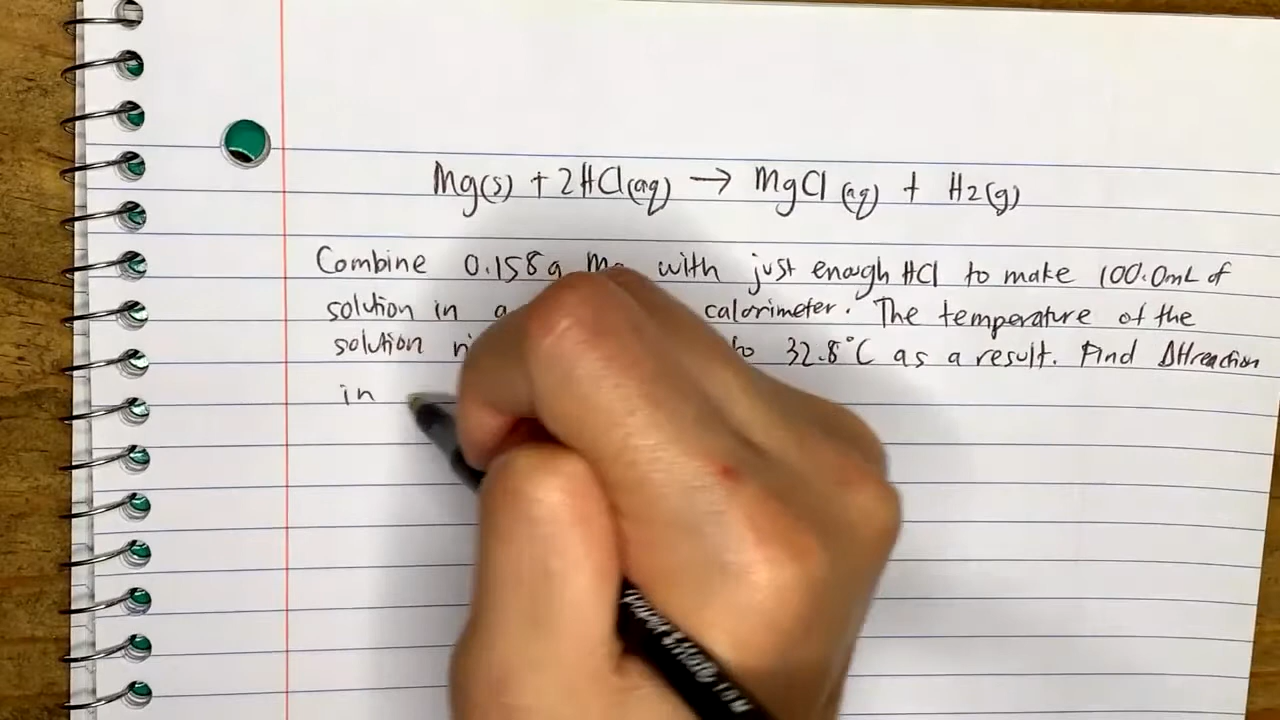 Mg(s) + 2HCl(aq) → MgCl (aq) + H2(g)
Combine 0.158g with just enough HCl to make 100.0mL of
solution in a calorimeter. The temperature of the
solution to 32.8°C as a result. Find ΔHreaction
in